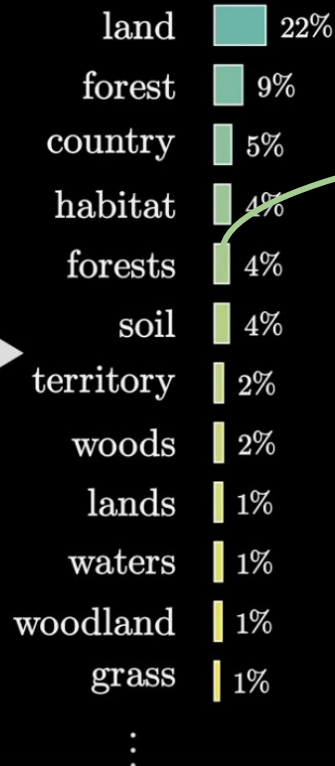 land 22%
forest 9%
country 5%
habitat 4%
forests 4%
soil 4%
territory 2%
woods 2%
lands 1%
waters 1%
woodland 1%
grass 1%
⋮